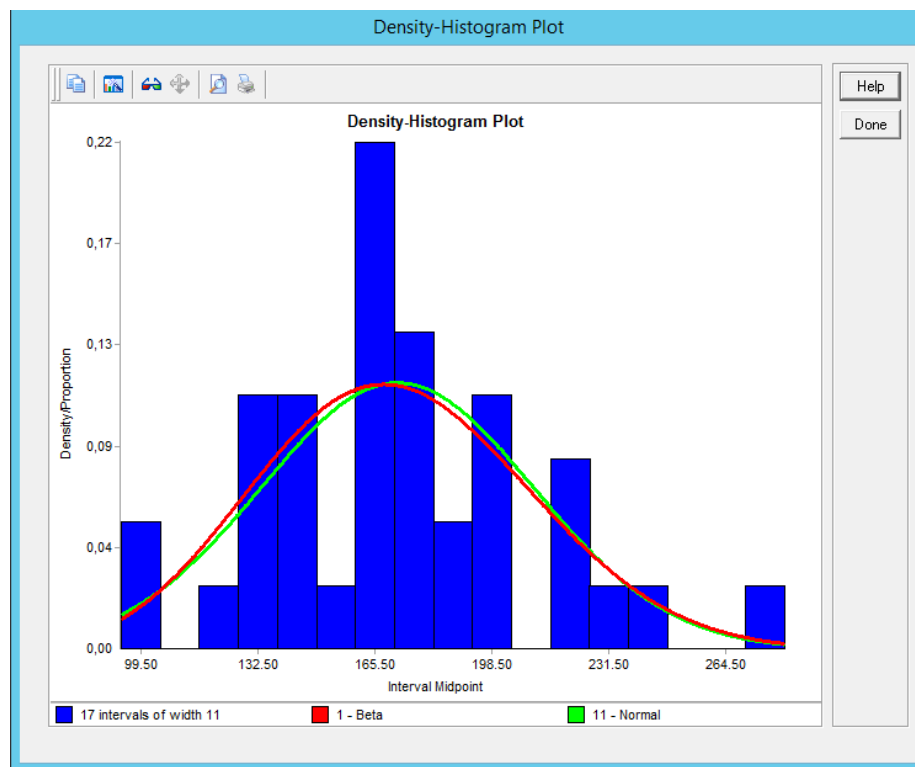 Density-Histogram Plot
Help
Done
Density-Histogram Plot
0,22
0,17
0,13
0,09
0,04
0,00
Density/Proportion
99.50 132.50 165.50 198.50 231.50 264.50
Interval Midpoint
17 intervals of width 11 1 - Beta 11 - Normal